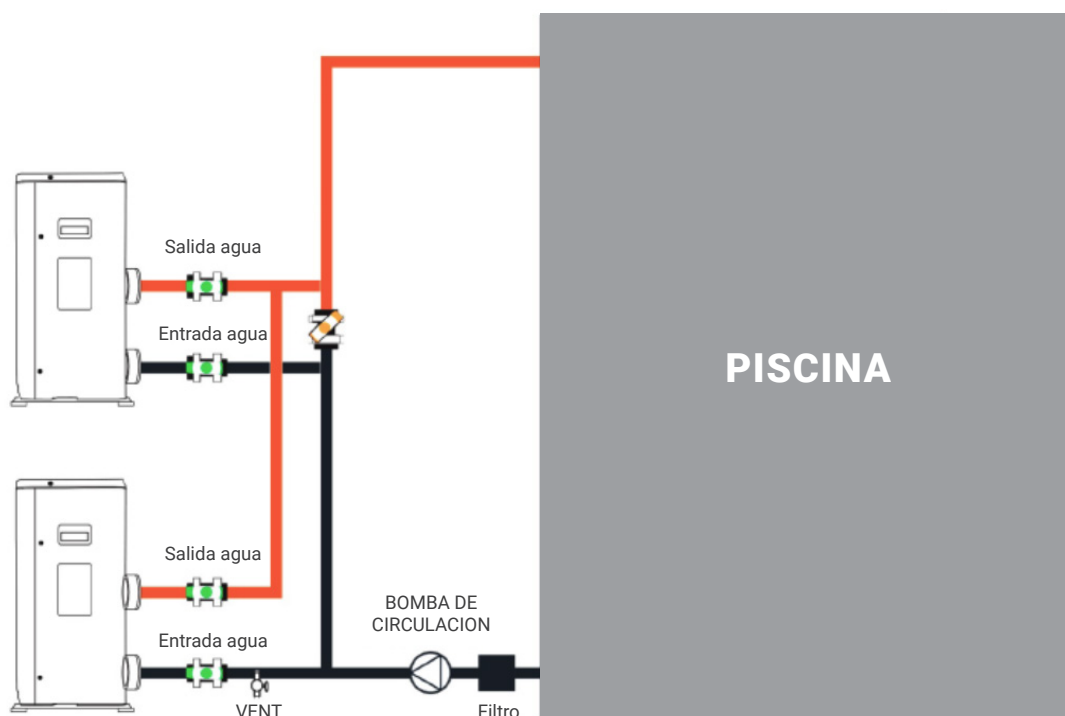 Salida agua
Entrada agua
PISCINA
Salida agua
BOMBA DE
CIRCULACION
Entrada agua
VENT
Filtro